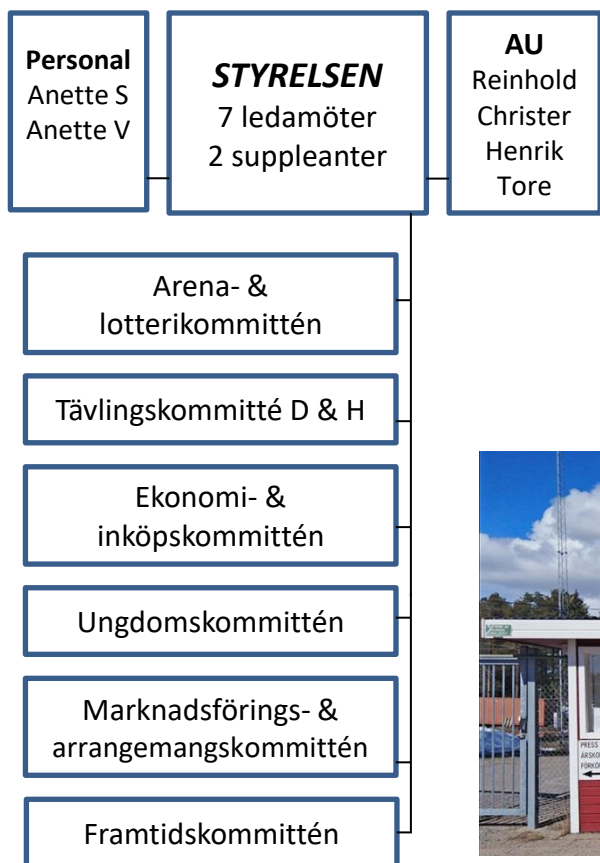 Personal
Anette S
Anette V
STYRELSEN
7 ledamöter
2 suppleanter
AU
Reinhold
Christer
Henrik
Tore
Arena- &
lotterikommittén
Tävlingskommitté D & H
Ekonomi- &
inköpskommittén
Ungdomskommittén
Marknadsförings- &
arrangemangskommittén
Framtidskommittén
PRESS